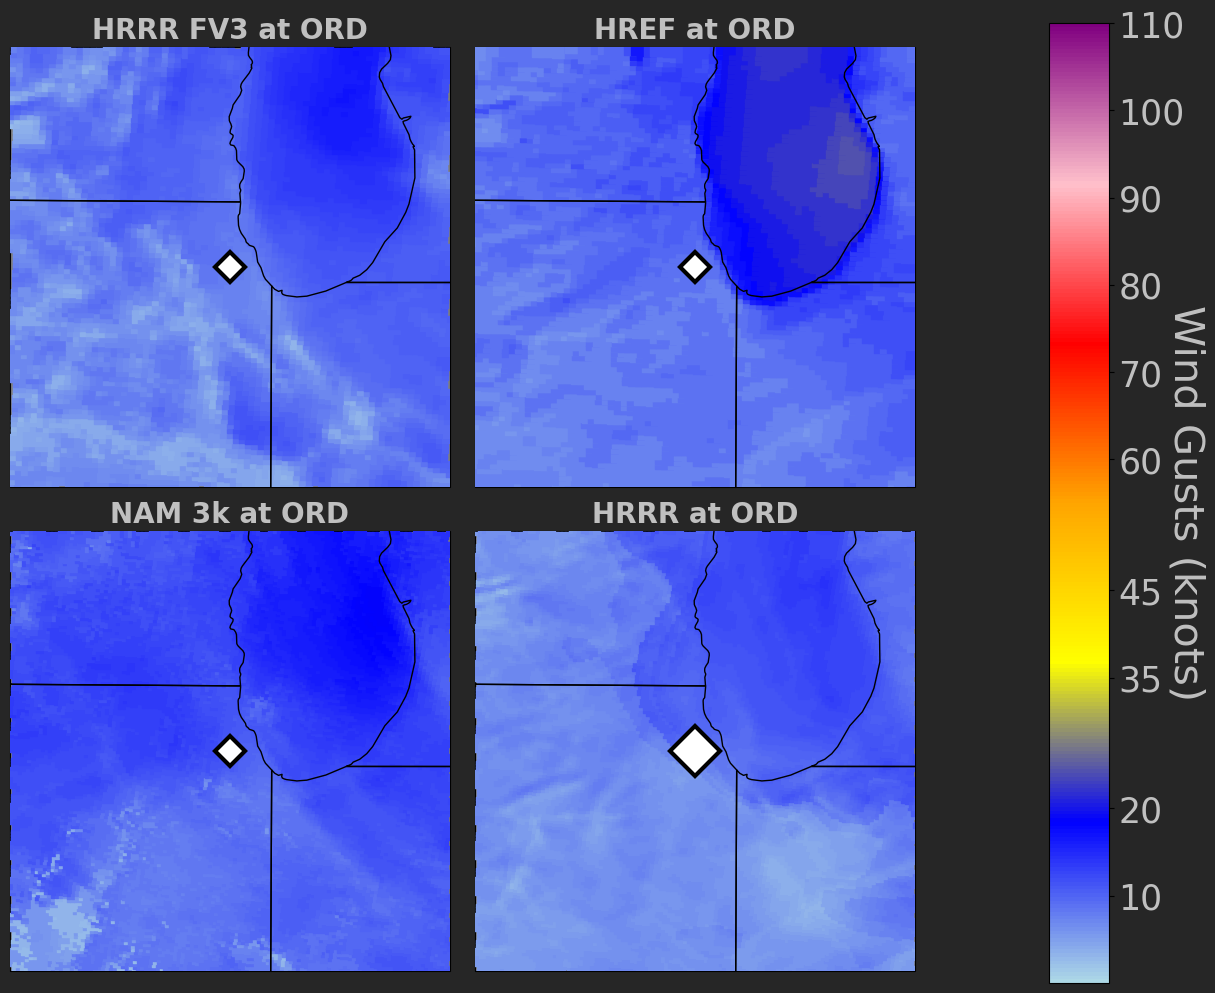 HRRR FV3 at ORD
HREF at ORD
NAM 3k at ORD
HRRR at ORD
110
100
90
80
70
60
45
35
20
10
Wind Gusts (knots)